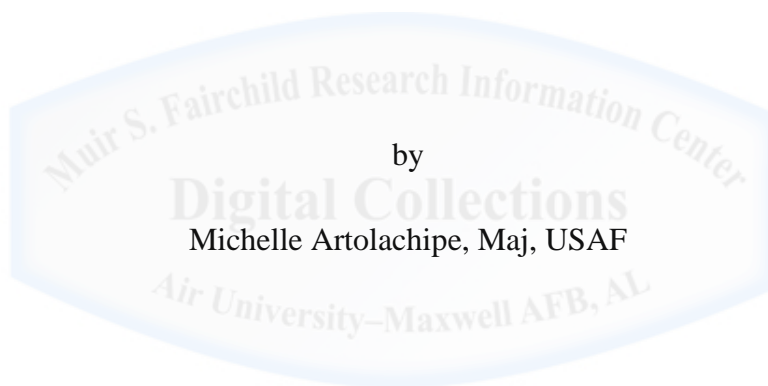 Muir S. Fairchild Research Information Center
by
Digital Collections
Michelle Artolachipe, Maj, USAF
Air University–Maxwell AFB, AL